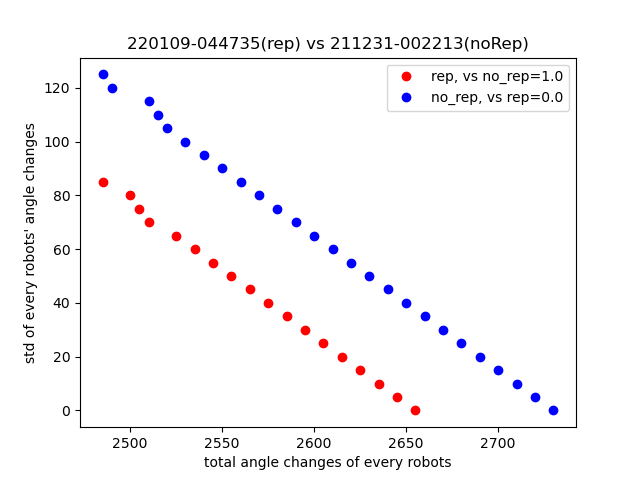 220109-044735(rep) vs 211231-002213(noRep)
rep, vs no_rep=1.0
no_rep, vs rep=0.0
std of every robots' angle changes
120
100
80
60
40
20
0
2500 2550 2600 2650 2700
total angle changes of every robots